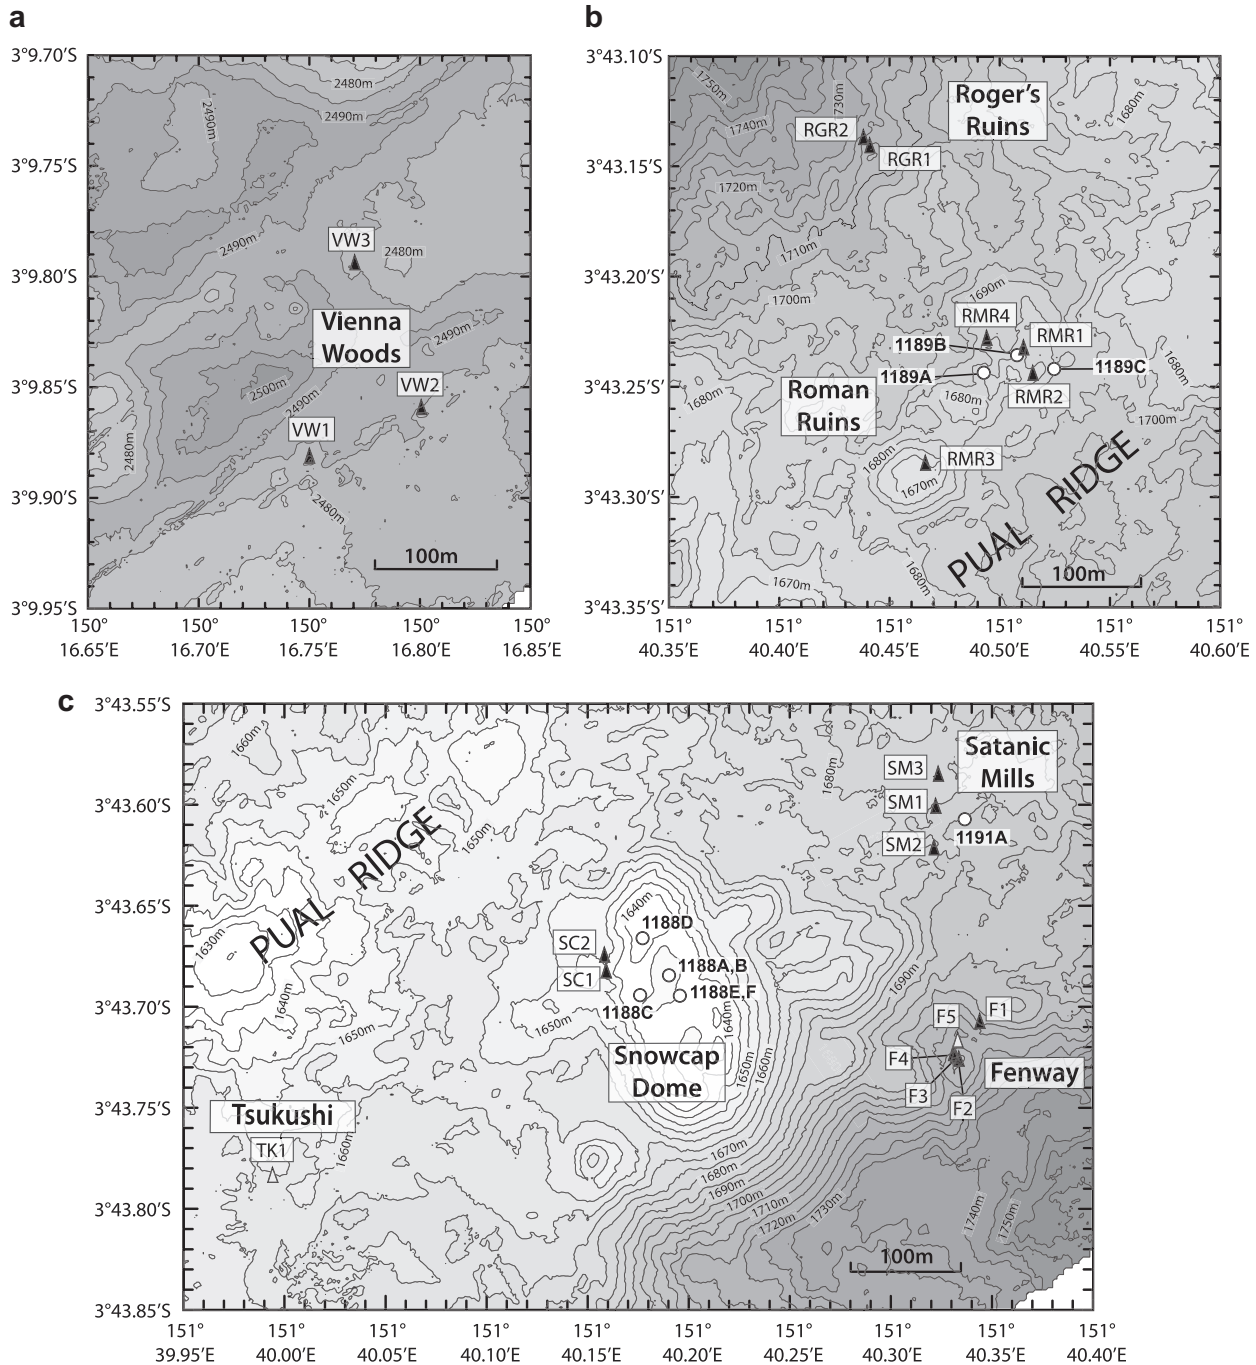 a
3°9.70′S
3°9.75′S
3°9.80′S
3°9.85′S
3°9.90′S
3°9.95′S
2480m
2490m
2490m
2490m
VW3
2480m
Vienna
Woods
2490m
VW2
2500m
2490m
VW1
2480m
2480m
100m
150° 150° 150° 150° 150°
16.65′E 16.70′E 16.75′E 16.80′E 16.85′E
b
3°43.10′S
3°43.15′S
3°43.20′S
3°43.25′S
3°43.30′S
3°43.35′S
1750m
1730m
Roger's
Ruins
1680m
1740m
RGR2
RGR1
1720m
1710m
1700m
1690m
RMR4
RMR1
1189B
1189A
1189C
1680m
Roman
Ruins
1680m
RMR2
1680m
1700m
1680m
RMR3
1670m
PUAL RIDGE
1670m
1680m
100m
151° 151° 151° 151° 151° 151°
40.35′E 40.40′E 40.45′E 40.50′E 40.55′E 40.60′E
c
3°43.55′S
3°43.60′S
3°43.65′S
3°43.70′S
3°43.75′S
3°43.80′S
3°43.85′S
1660m
1650m
1650m
PUAL RIDGE
1630m
1640m
1650m
1680m
Satanic
Mills
SM3
SM1
1191A
SM2
1640m
1188D
SC2
SC1
1188A,B
1188E,F
1188C
1650m
1640m
1690m
F5
F1
F4
F3
F2
Fenway
Snowcap
Dome
1650m
1660m
Tsukushi
TK1
1660m
1670m
1680m
1690m
1700m
1710m
1720m
1730m
1740m
1750m
100m
151° 151° 151° 151° 151° 151° 151° 151° 151° 151°
39.95′E 40.00′E 40.05′E 40.10′E 40.15′E 40.20′E 40.25′E 40.30′E 40.35′E 40.40′E